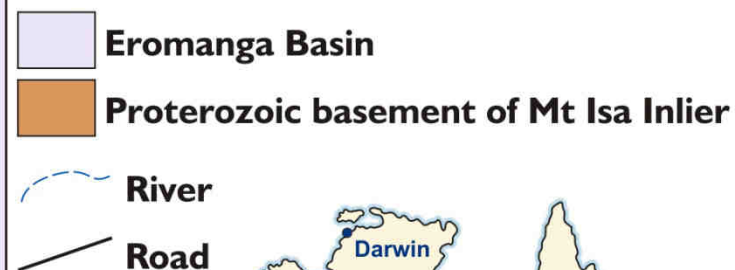 Eromanga Basin
Proterozoic basement of Mt Isa Inlier
River
Road
Darwin